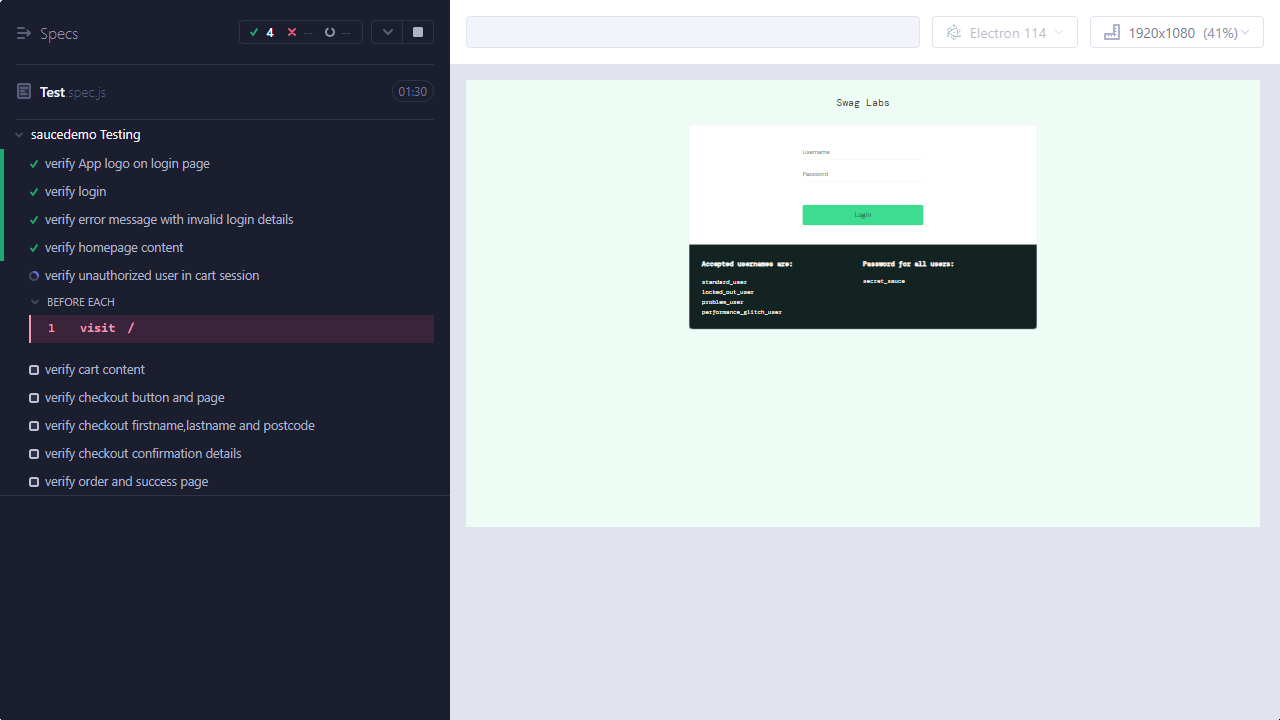 Specs
4 -- --
Test.spec.js
01:30
saucedemo Testing
verify App logo on login page
verify login
verify error message with invalid login details
verify homepage content
verify unauthorized user in cart session
BEFORE EACH
1 visit /
verify cart content
verify checkout button and page
verify checkout firstname,lastname and postcode
verify checkout confirmation details
verify order and success page
Electron 114
1920x1080 (41%)
Swag Labs
Username
Password
Login
Accepted usernames are:
standard_user
locked_out_user
problem_user
performance_glitch_user
Password for all users:
secret_sauce